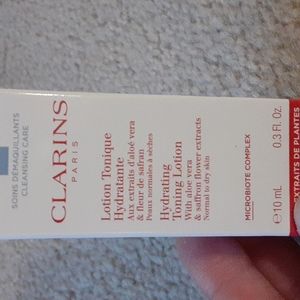 SOINS DÉMAQUILLANTS
CLEANSING CARE
CLARINS
PARIS
Lotion Tonique
Hydratante
Aux extraits d'aloé vera
& fleur de safran
Peaux normales à sèches
Hydrating
Toning Lotion
With aloe vera
& saffron flower extracts
Normal to dry skin
MICROBIOTE COMPLEX
℮10 mL 0.3 Fl. Oz.
EXTRAITS DE PLANTES